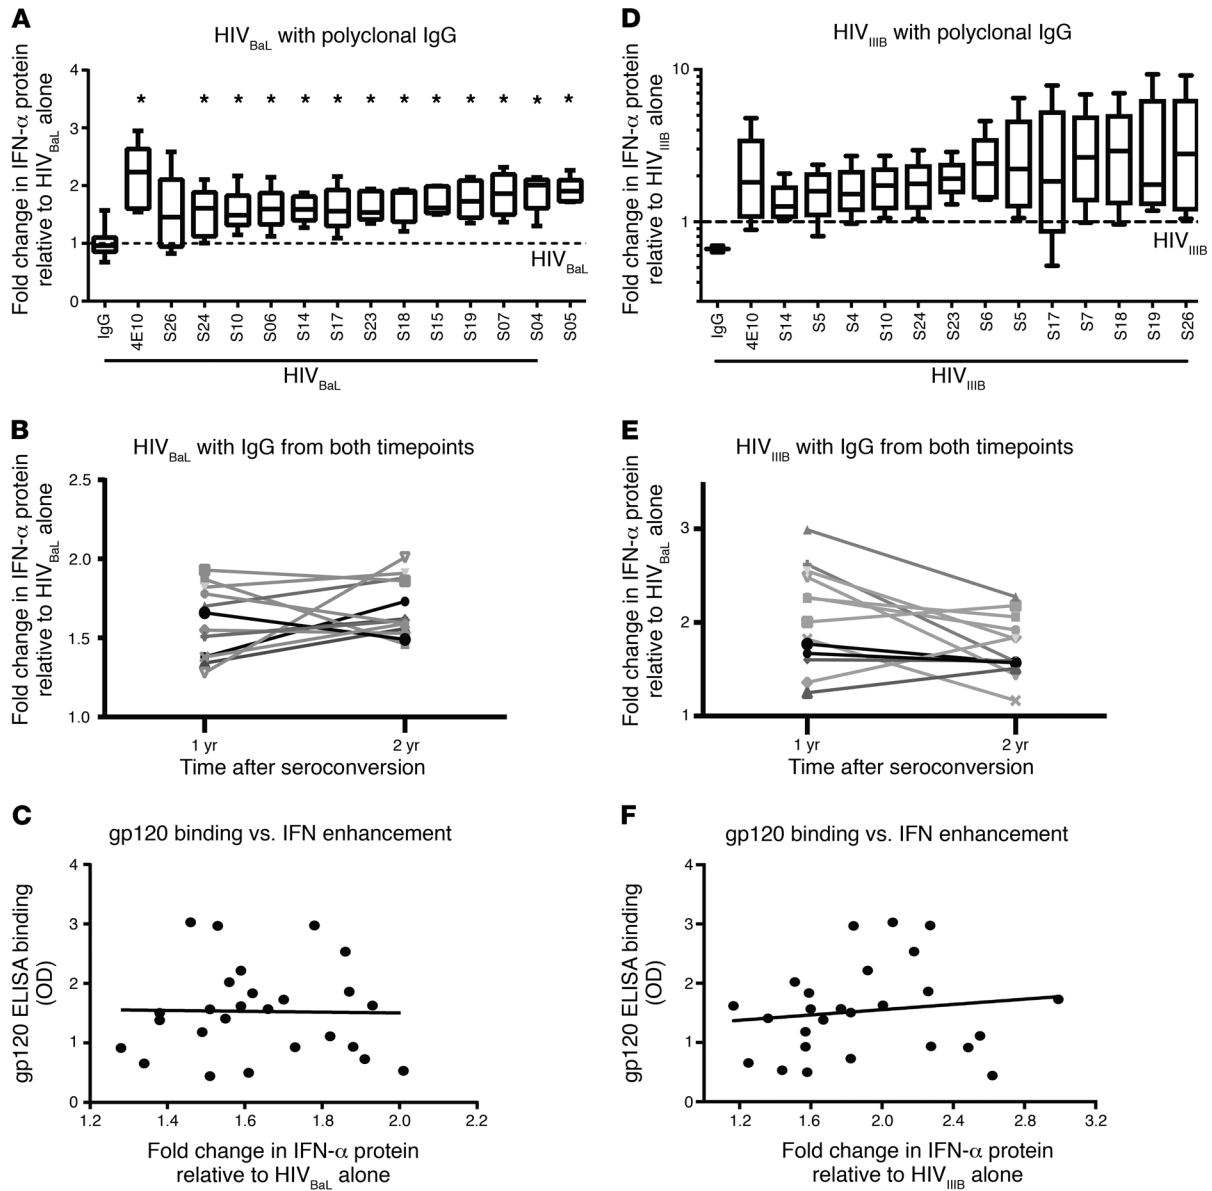 A
HIVBaL with polyclonal IgG
Fold change in IFN-α protein
relative to HIVBaL alone
4
3
2
1
0
* * * * * * * * * * * * *
HIVBaL
IgG 4E10 S26 S24 S10 S06 S14 S17 S23 S18 S15 S19 S07 S04 S05
HIVBaL
D
HIVIIIB with polyclonal IgG
Fold change in IFN-α protein
relative to HIVIIIB alone
10
1
HIVIIIB
IgG 4E10 S14 S5 S4 S10 S24 S23 S6 S5 S17 S7 S18 S19 S26
HIVIIIB
B
HIVBaL with IgG from both timepoints
Fold change in IFN-α protein
relative to HIVBaL alone
2.5
2.0
1.5
1.0
1 yr 2 yr
Time after seroconversion
E
HIVIIIB with IgG from both timepoints
Fold change in IFN-α protein
relative to HIVBaL alone
3
2
1
1 yr 2 yr
Time after seroconversion
C
gp120 binding vs. IFN enhancement
gp120 ELISA binding
(OD)
4
3
2
1
0
1.2 1.4 1.6 1.8 2.0 2.2
Fold change in IFN-α protein
relative to HIVBaL alone
F
gp120 binding vs. IFN enhancement
gp120 ELISA binding
(OD)
4
3
2
1
0
1.2 1.6 2.0 2.4 2.8 3.2
Fold change in IFN-α protein
relative to HIVIIIB alone